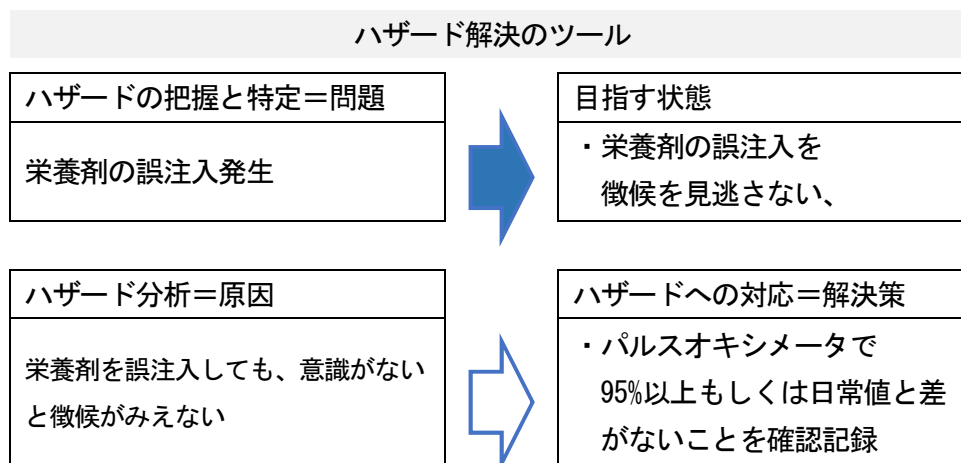 ハザード解決のツール
ハザードの把握と特定＝問題
栄養剤の誤注入発生
目指す状態
・栄養剤の誤注入を
徴候を見逃さない、
ハザード分析＝原因
栄養剤を誤注入しても、意識がない
と徴候がみえない
ハザードへの対応＝解決策
・パルスオキシメータで
95%以上もしくは日常値と差
がないことを確認記録